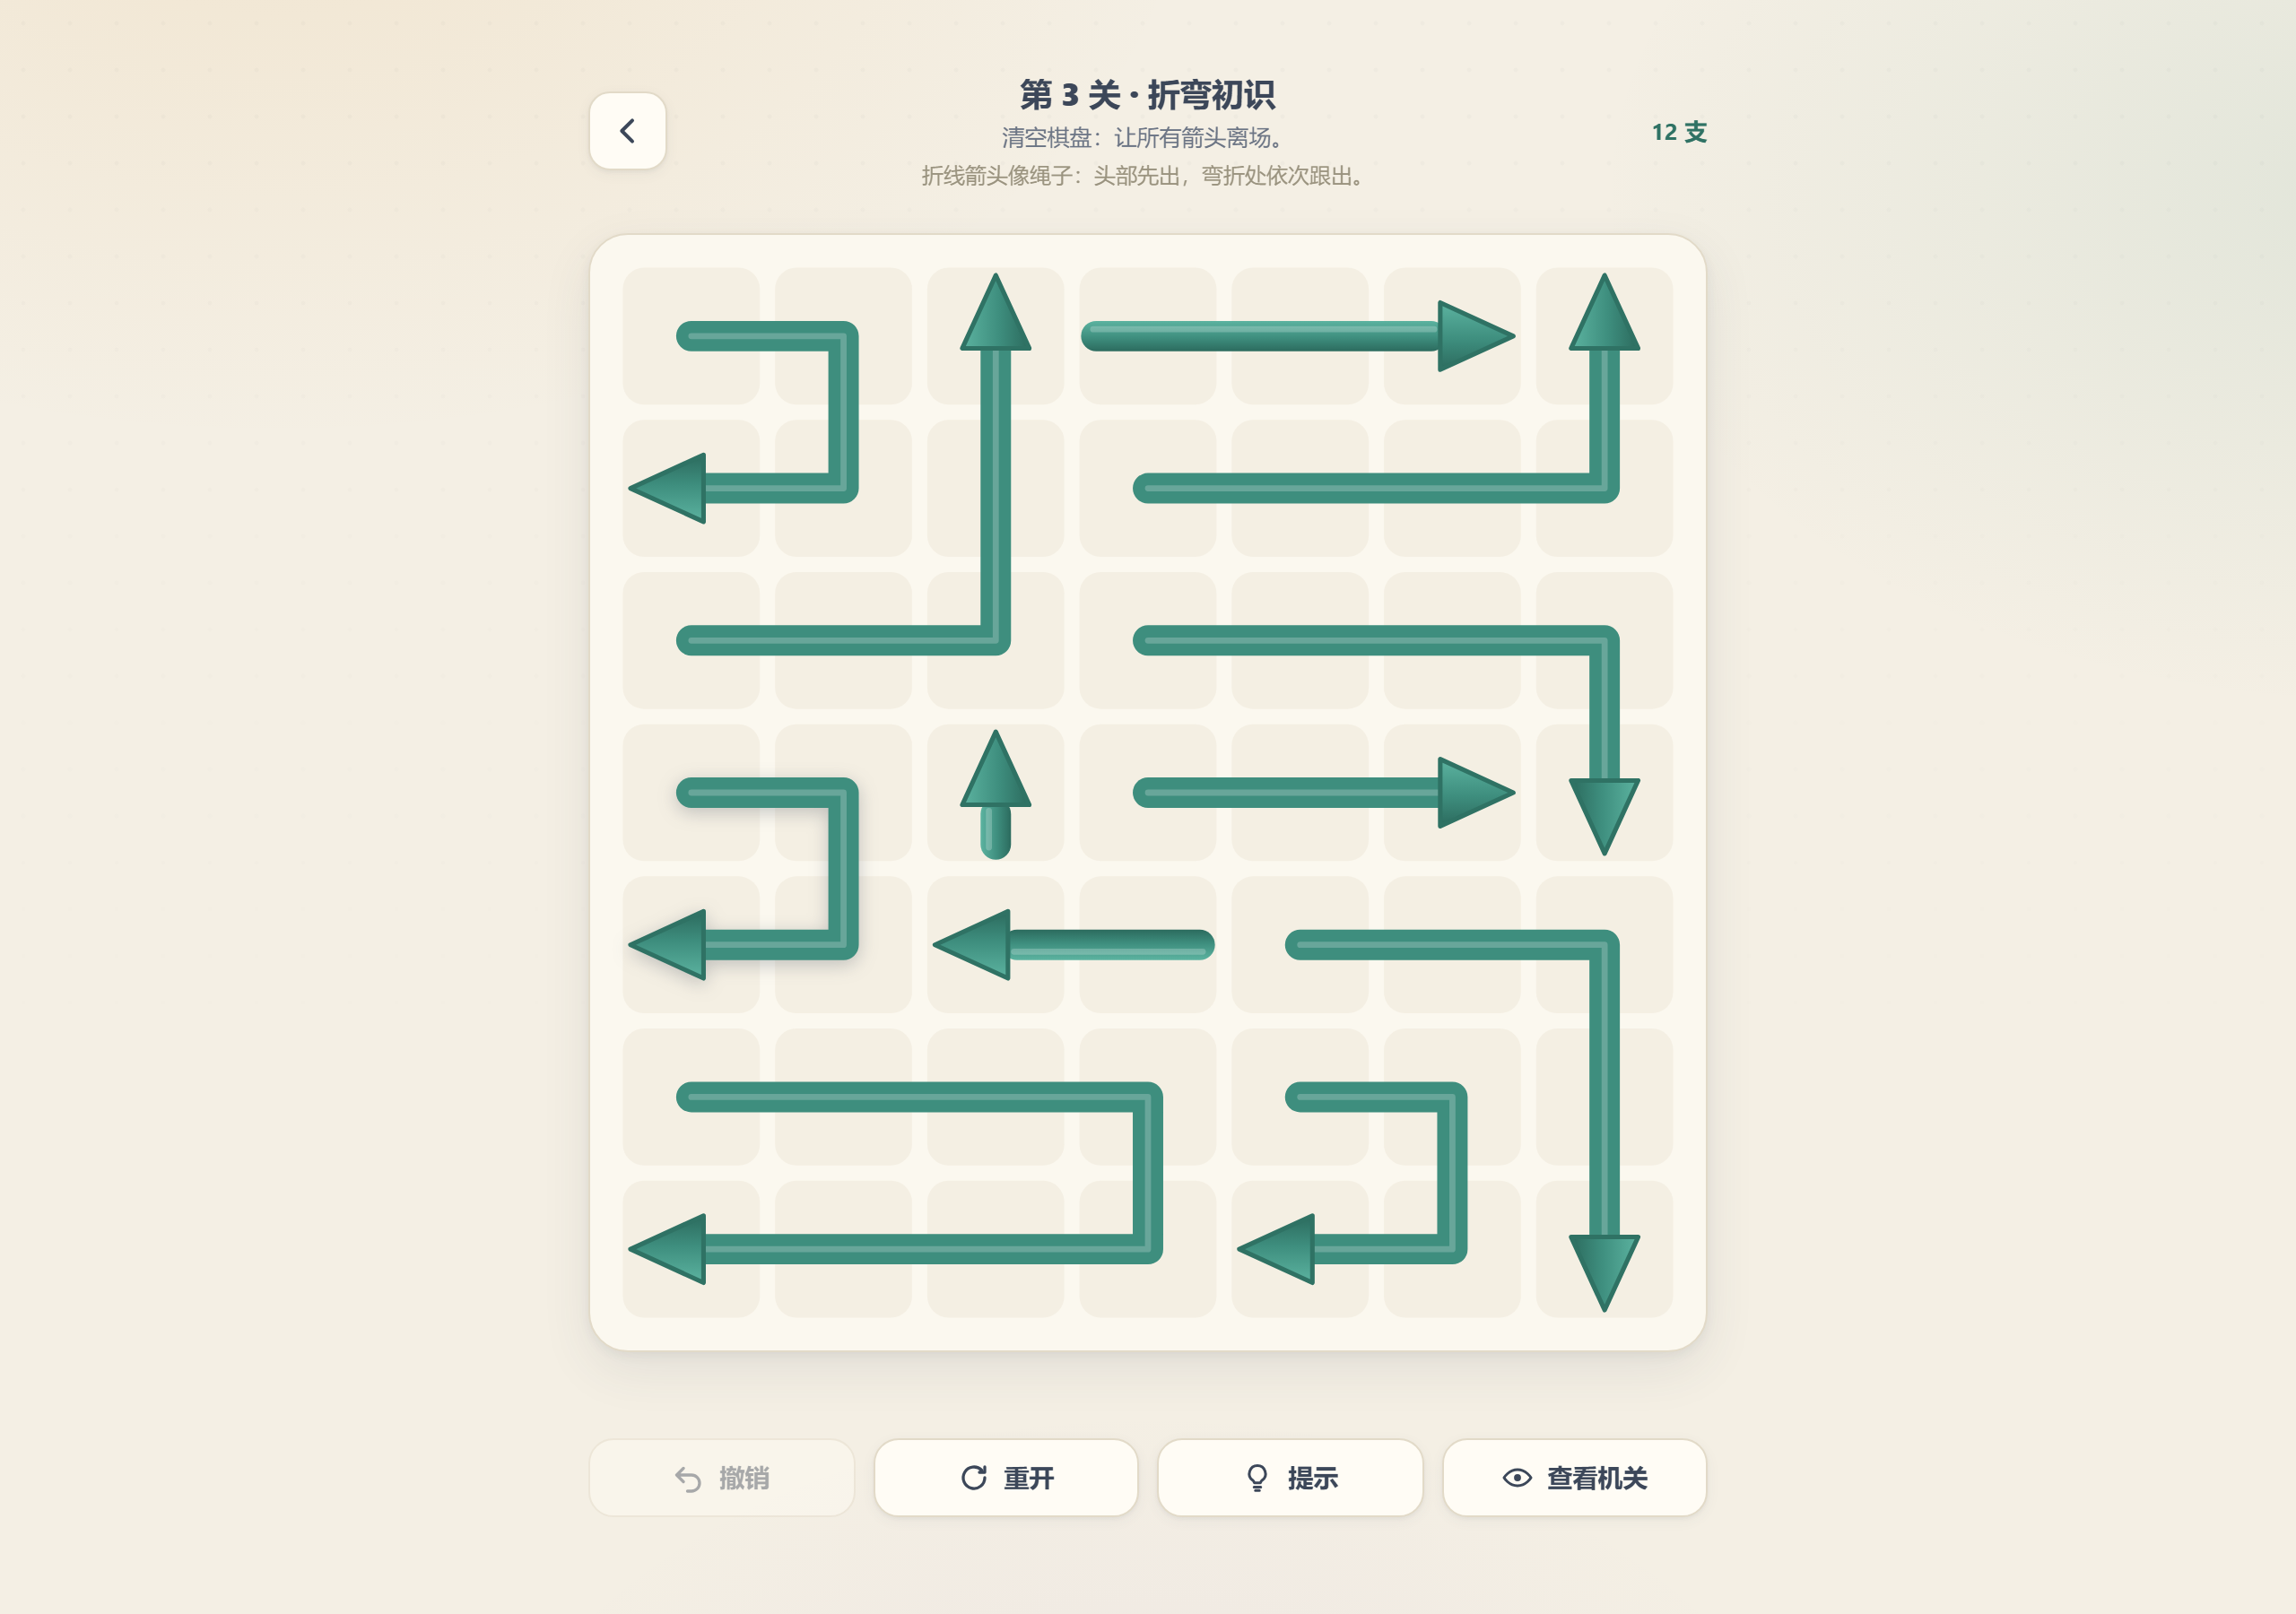 第 3 关 · 折弯初识
清空棋盘：让所有箭头离场。
12 支
折线箭头像绳子：头部先出，弯折处依次跟出。
撤销
重开
提示
查看机关